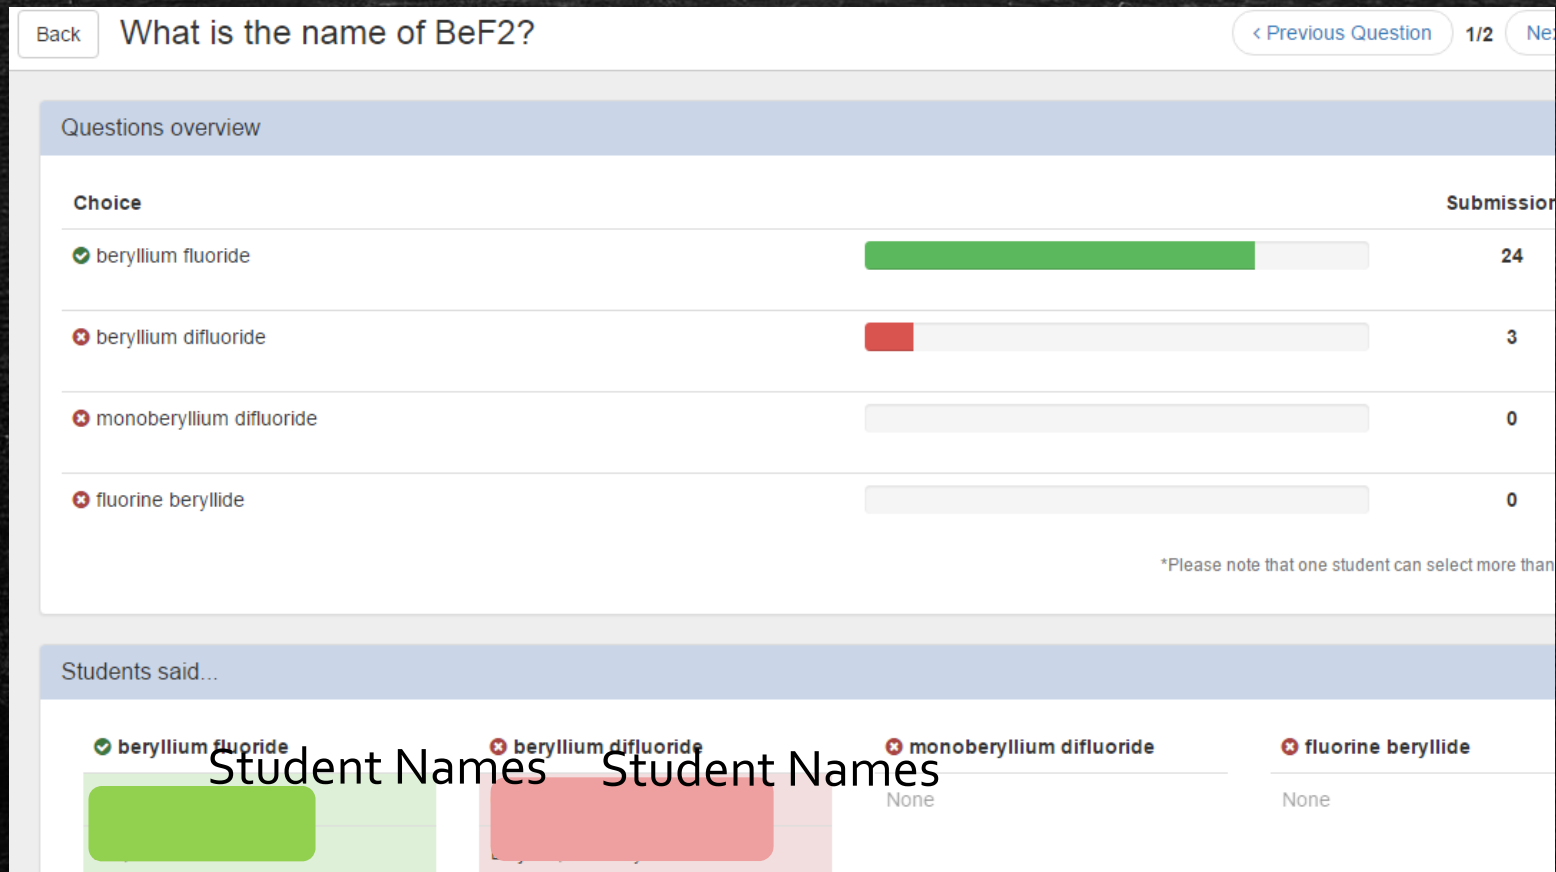 Back What is the name of BeF2? < Previous Question 1/2
Questions overview
Choice
beryllium fluoride 24
beryllium difluoride 3
monoberyllium difluoride 0
fluorine beryllide 0
*Please note that one student can select more than
Students said...
beryllium fluoride beryllium difluoride monoberyllium difluoride fluorine beryllide
Student Names Student Names
None None